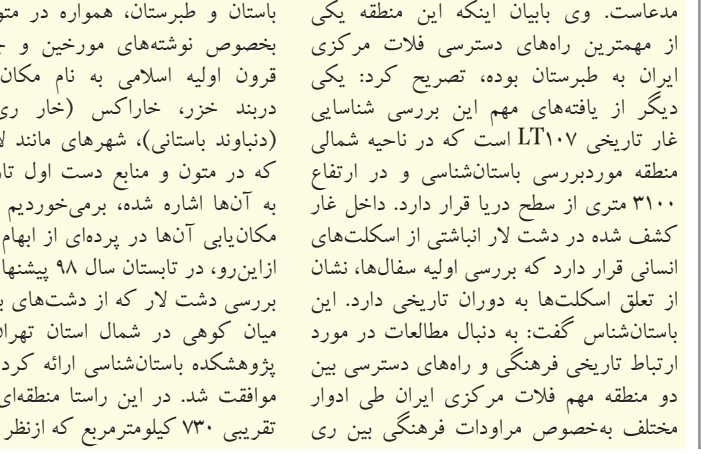 مدعاست. وی بابیان اینکه این منطقه یکی
از مهمترین راه‌های دسترسی فلات مرکزی
ایران به طبرستان بوده، تصریح کرد: یکی
دیگر از یافته‌های مهم این بررسی شناسایی
غار تاریخی LT۱۰۷ است که در ناحیه شمالی
منطقه موردبررسی باستان‌شناسی و در ارتفاع
۳۱۰۰ متری از سطح دریا قرار دارد. داخل غار
کشف شده در دشت لار انباشتی از اسکلت‌های
انسانی قرار دارد که بررسی اولیه سفال‌ها، نشان
از تعلق اسکلت‌ها به دوران تاریخی دارد. این
باستان‌شناس گفت: به دنبال مطالعات در مورد
ارتباط تاریخی فرهنگی و راه‌های دسترسی بین
دو منطقه مهم فلات مرکزی ایران طی ادوار
مختلف به‌خصوص مراودات فرهنگی بین ری
باستان و طبرستان، همواره در
بخصوص نوشته‌های مورخین و
قرون اولیه اسلامی به نام مکان
دربند خزر، خاراکس (خار ری
(دنباوند باستانی)، شهرهای مانند
که در متون و منابع دست اول
به آن‌ها اشاره شده، برمی‌خوردیم
مکان‌یابی آن‌ها در پرده‌ای از ابهام
ازاین‌رو، در تابستان سال ۹۸
بررسی دشت لار که از دشت‌های
میان کوهی در شمال استان
پژوهشکده باستان‌شناسی ارائه کرد
موافقت شد. در این راستا منطقه‌ای
تقریبی ۷۳۰ کیلومترمربع که ازنظر